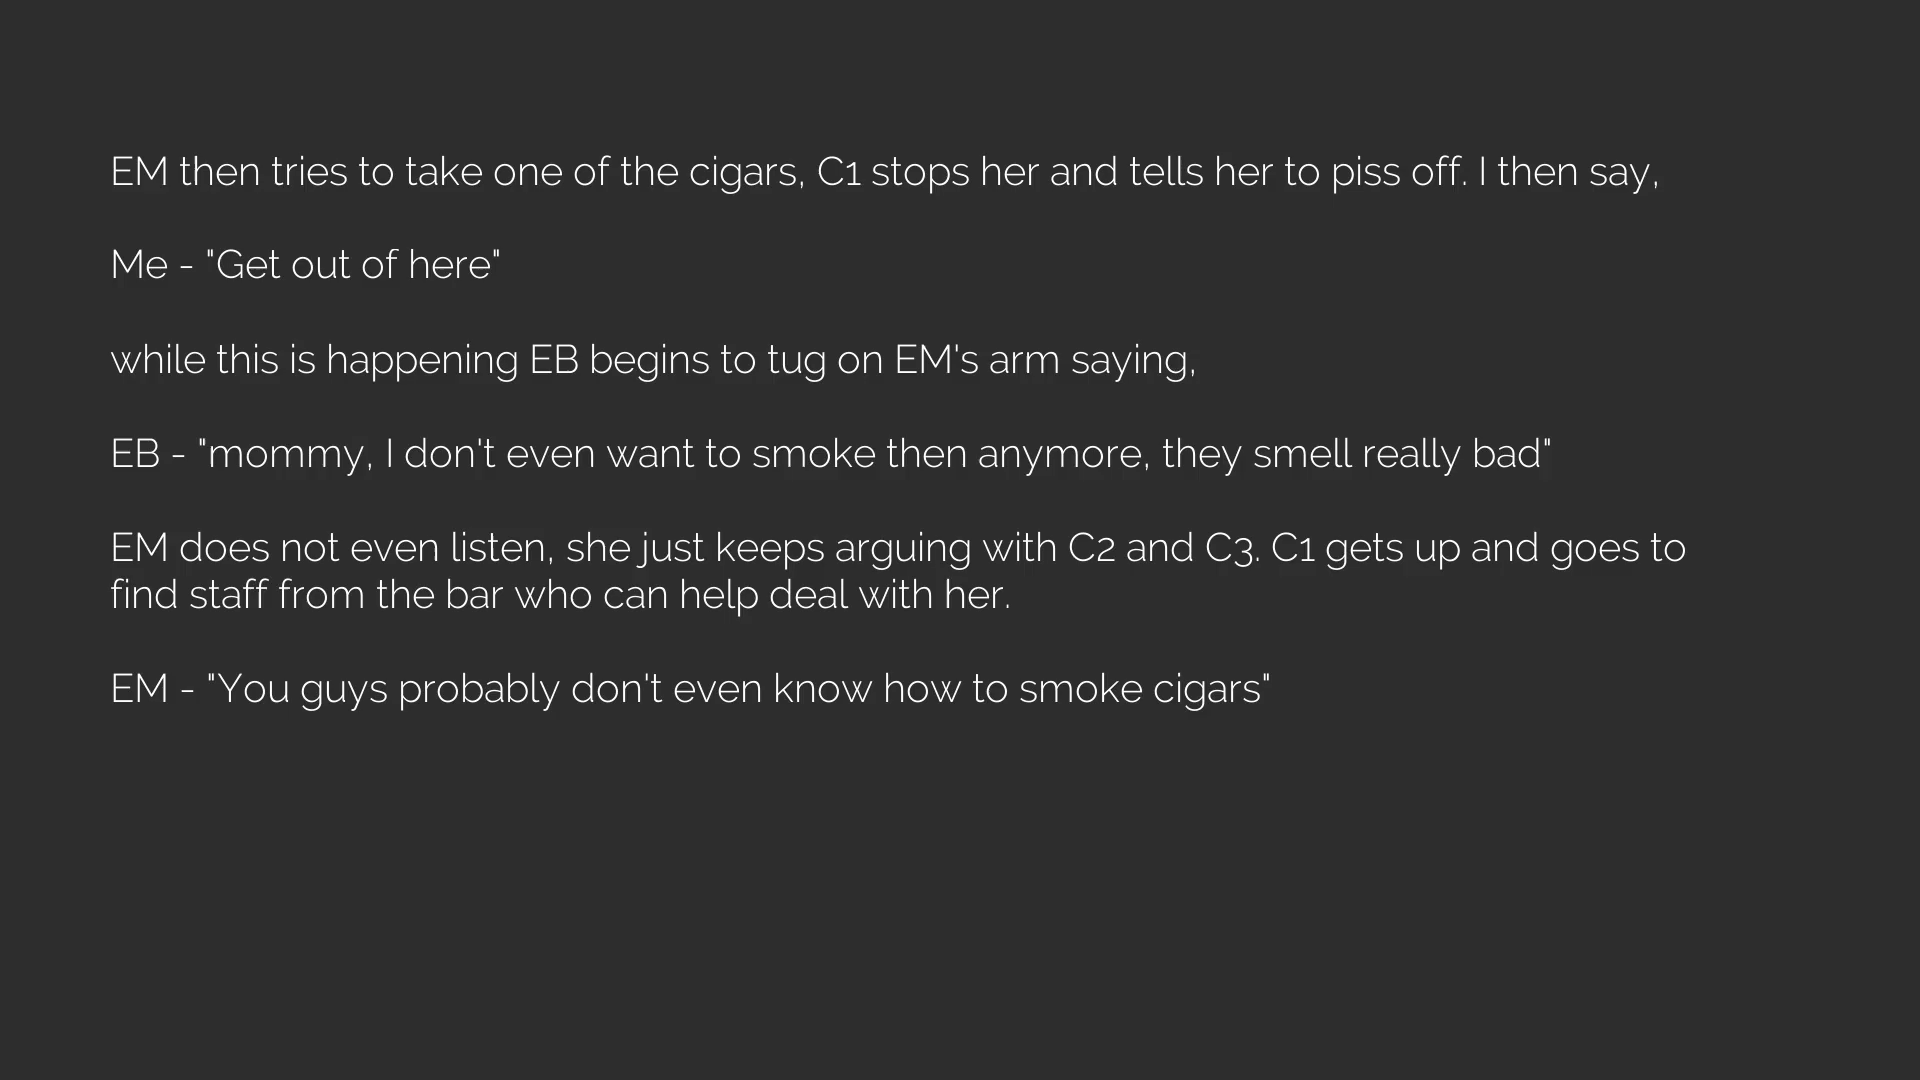 EM then tries to take one of the cigars, C1 stops her and tells her to piss off. I then say,
Me - "Get out of here"
while this is happening EB begins to tug on EM's arm saying,
EB - "mommy, I don't even want to smoke then anymore, they smell really bad"
EM does not even listen, she just keeps arguing with C2 and C3. C1 gets up and goes to
find staff from the bar who can help deal with her.
EM - "You guys probably don't even know how to smoke cigars"